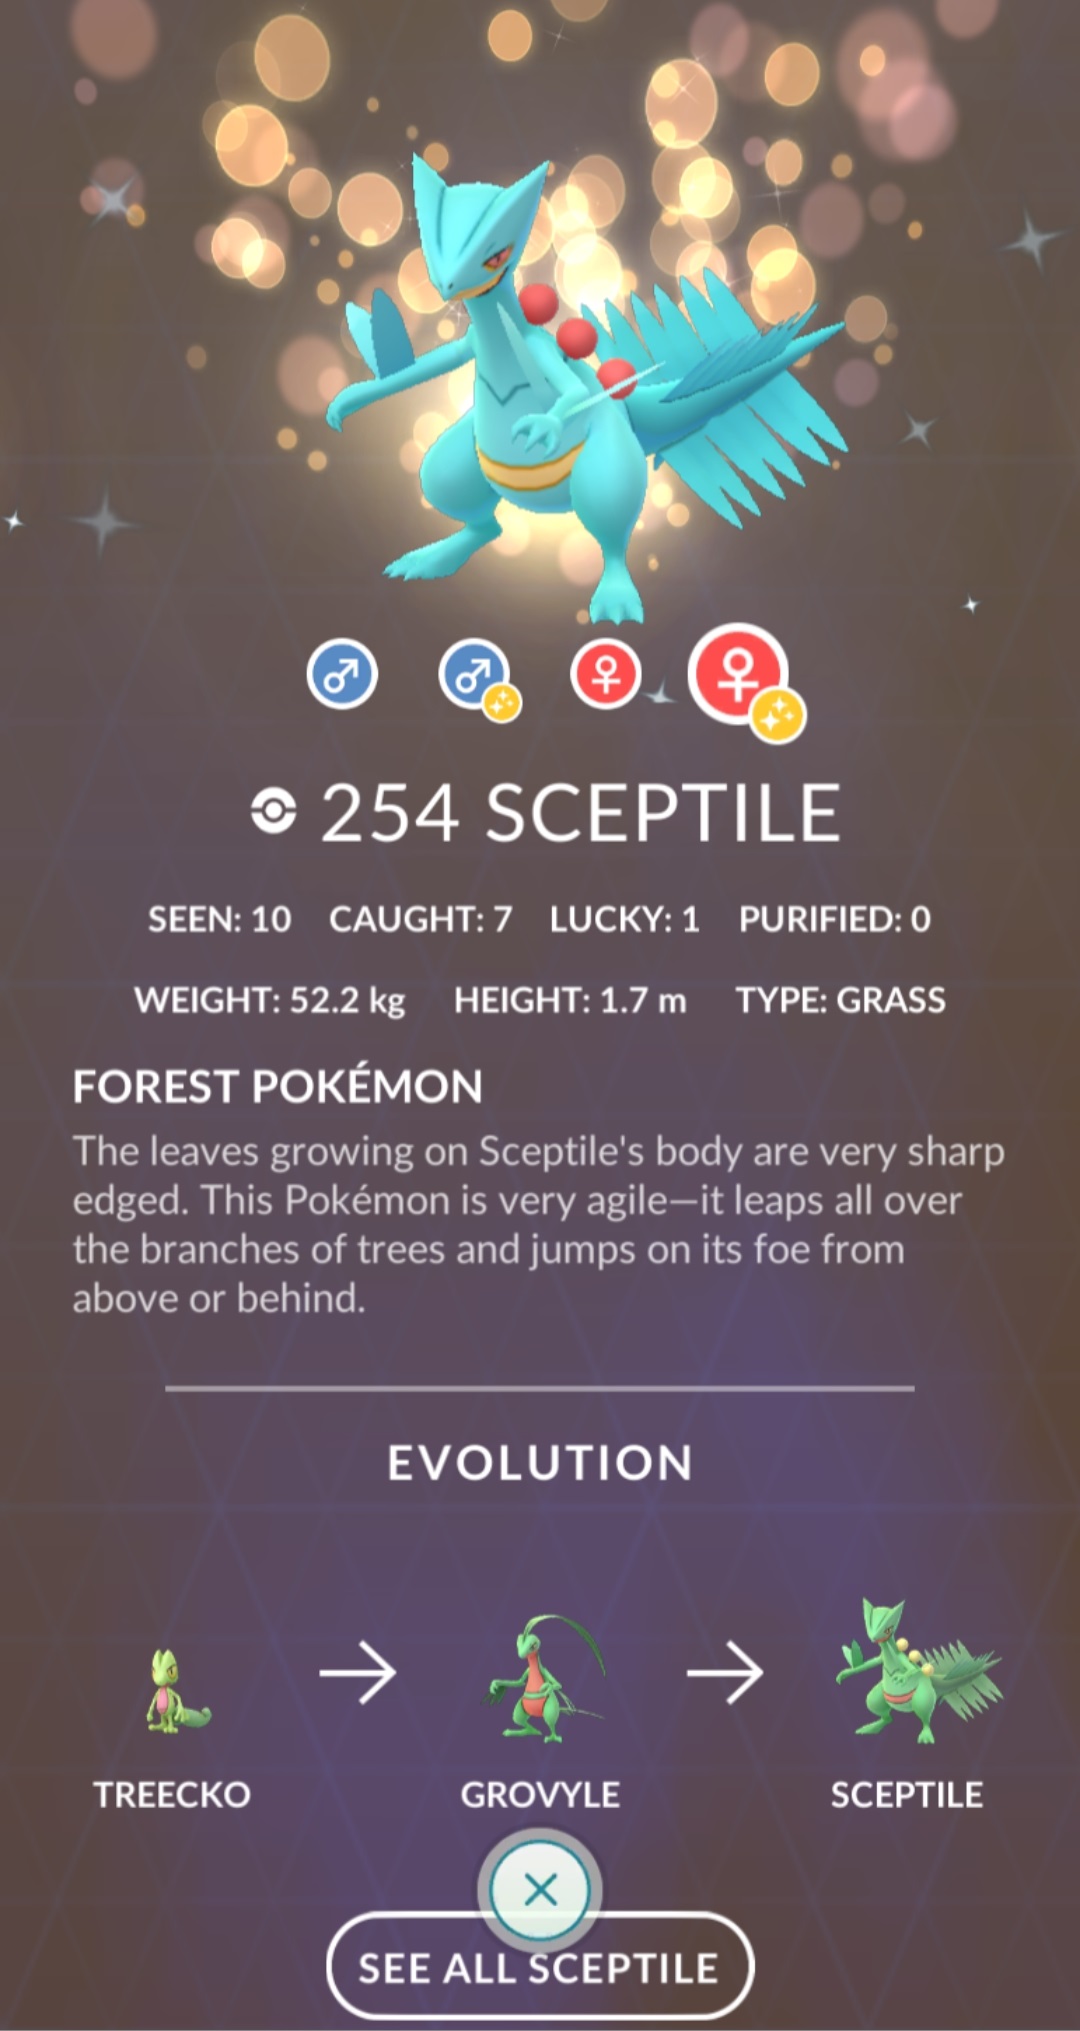 254 SCEPTILE
SEEN: 10 CAUGHT: 7 LUCKY: 1 PURIFIED: 0
WEIGHT: 52.2 kg HEIGHT: 1.7 m TYPE: GRASS
FOREST POKÉMON
The leaves growing on Sceptile's body are very sharp
edged. This Pokémon is very agile—it leaps all over
the branches of trees and jumps on its foe from
above or behind.
EVOLUTION
TREECKO GROVYLE SCEPTILE
SEE ALL SCEPTILE